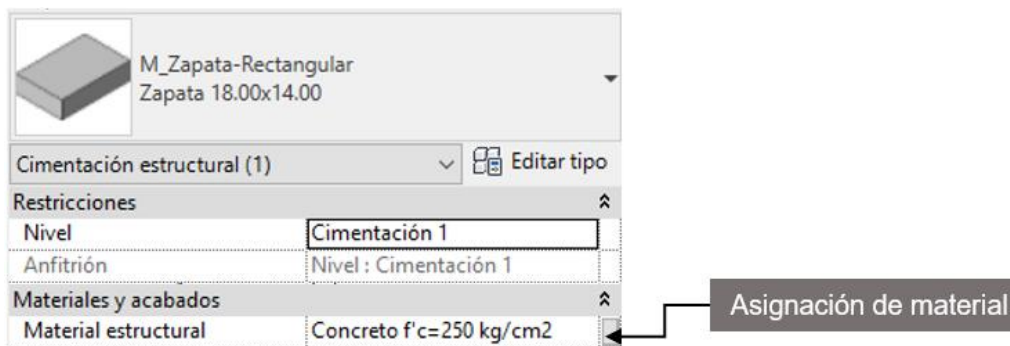 M_Zapata-Rectangular
Zapata 18.00x14.00
Cimentación estructural (1)
Editar tipo
Restricciones
Nivel Cimentación 1
Anfitrión Nivel : Cimentación 1
Materiales y acabados
Material estructural Concreto f'c=250 kg/cm2
Asignación de material